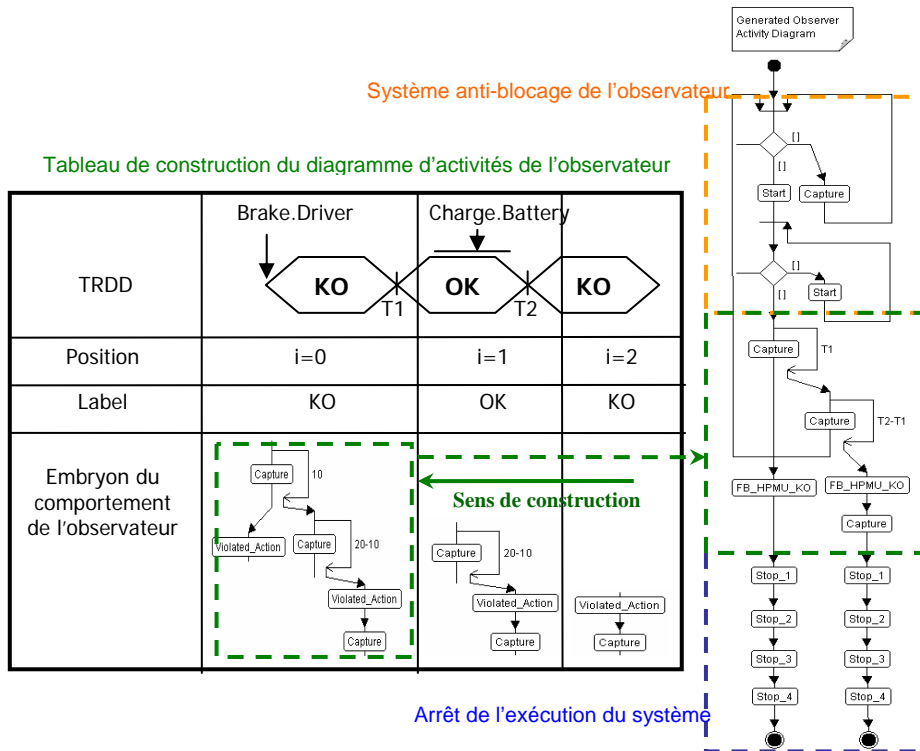 Generated Observer
Activity Diagram
Système anti-blocage de l'observateur
[ ]
[ ]
Start
Capture
[ ]
Start
[ ]
Tableau de construction du diagramme d'activités de l'observateur
TRDD
Brake.Driver
Charge.Battery
KO
T1
OK
T2
KO
Position
i=0
i=1
i=2
Label
KO
OK
KO
Embryon du
comportement
de l'observateur
Capture
10
Violated_Action
Capture
20-10
Violated_Action
Capture
Sens de construction
Capture
20-10
Violated_Action
Capture
Violated_Action
Capture
Capture
T1
Capture
T2-T1
FB_HPMU_KO
FB_HPMU_KO
Capture
Stop_1
Stop_1
Stop_2
Stop_2
Stop_3
Stop_3
Stop_4
Stop_4
Arrêt de l'exécution du système